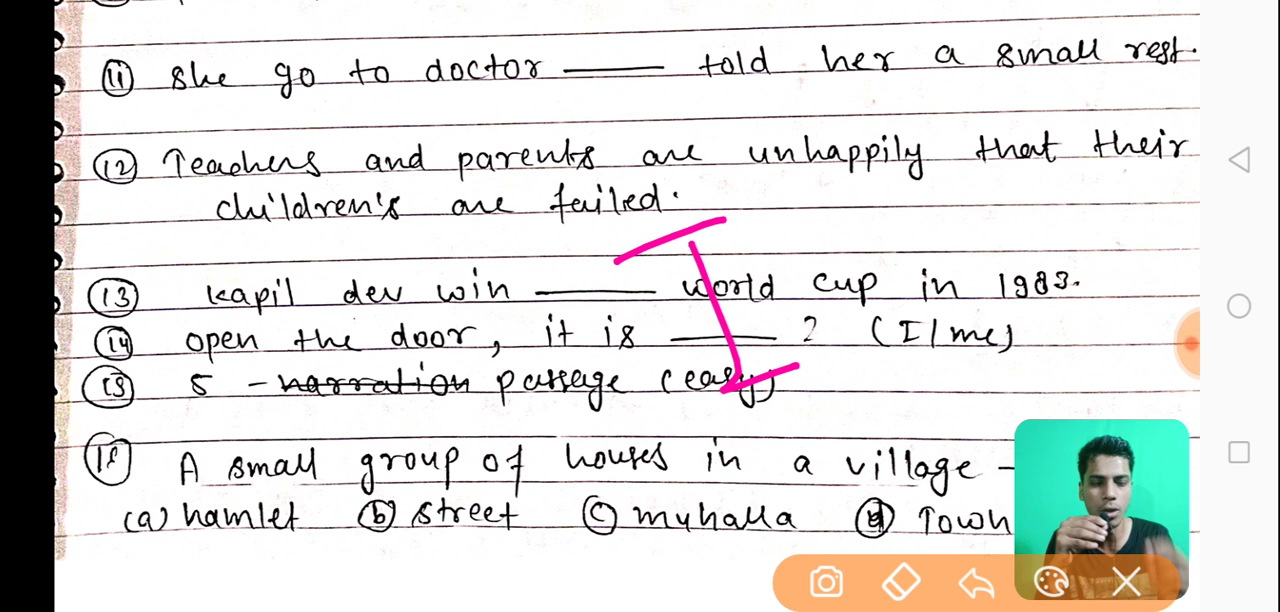 (11) She go to doctor ——— told her a small rest.
(12) Teachers and parents are unhappily that their
children's are failed.
(13) Kapil dev win ——— world cup in 1983.
(14) open the door, it is ——— ? (I/me)
(15) 5 - narration passage (easy)
A small group of houses in a village -
(a) hamlet (b) street (c) myhalla (d) Town
I